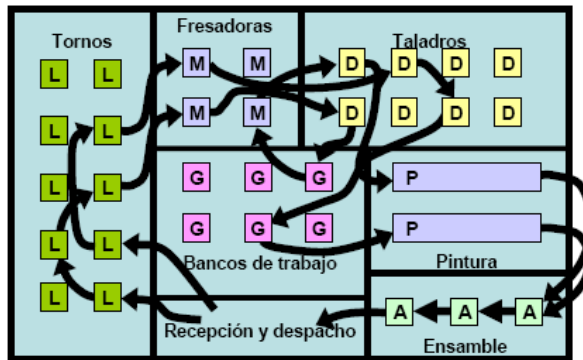 Tornos
Fresadoras
Taladros
L L
L L
L L
L L
L L
M M
M M
D D D D
D D D D
G G G
G G G
Bancos de trabajo
P
P
Pintura
Recepción y despacho
A A A
Ensamble